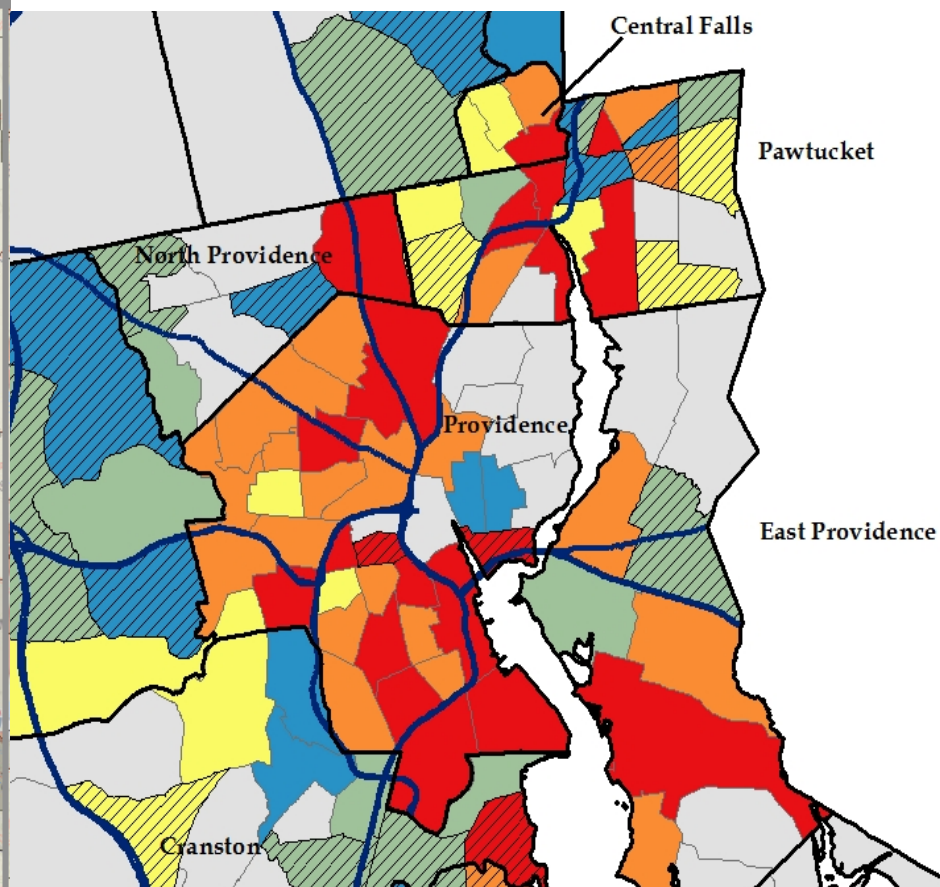 Central Falls
Pawtucket
North Providence
Providence
East Providence
Cranston